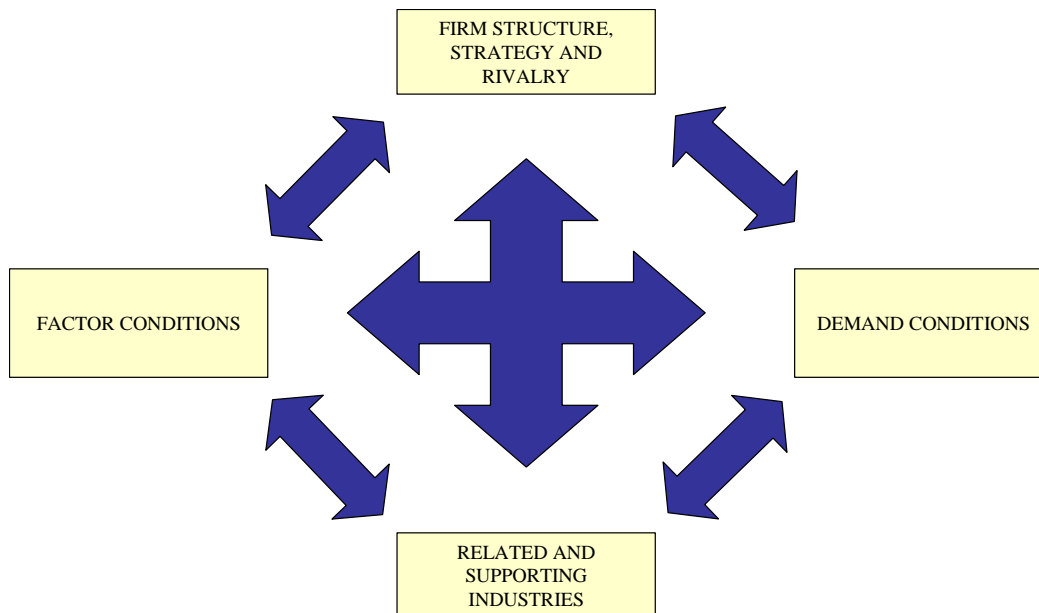 FIRM STRUCTURE,
STRATEGY AND
RIVALRY
FACTOR CONDITIONS
DEMAND CONDITIONS
RELATED AND
SUPPORTING
INDUSTRIES